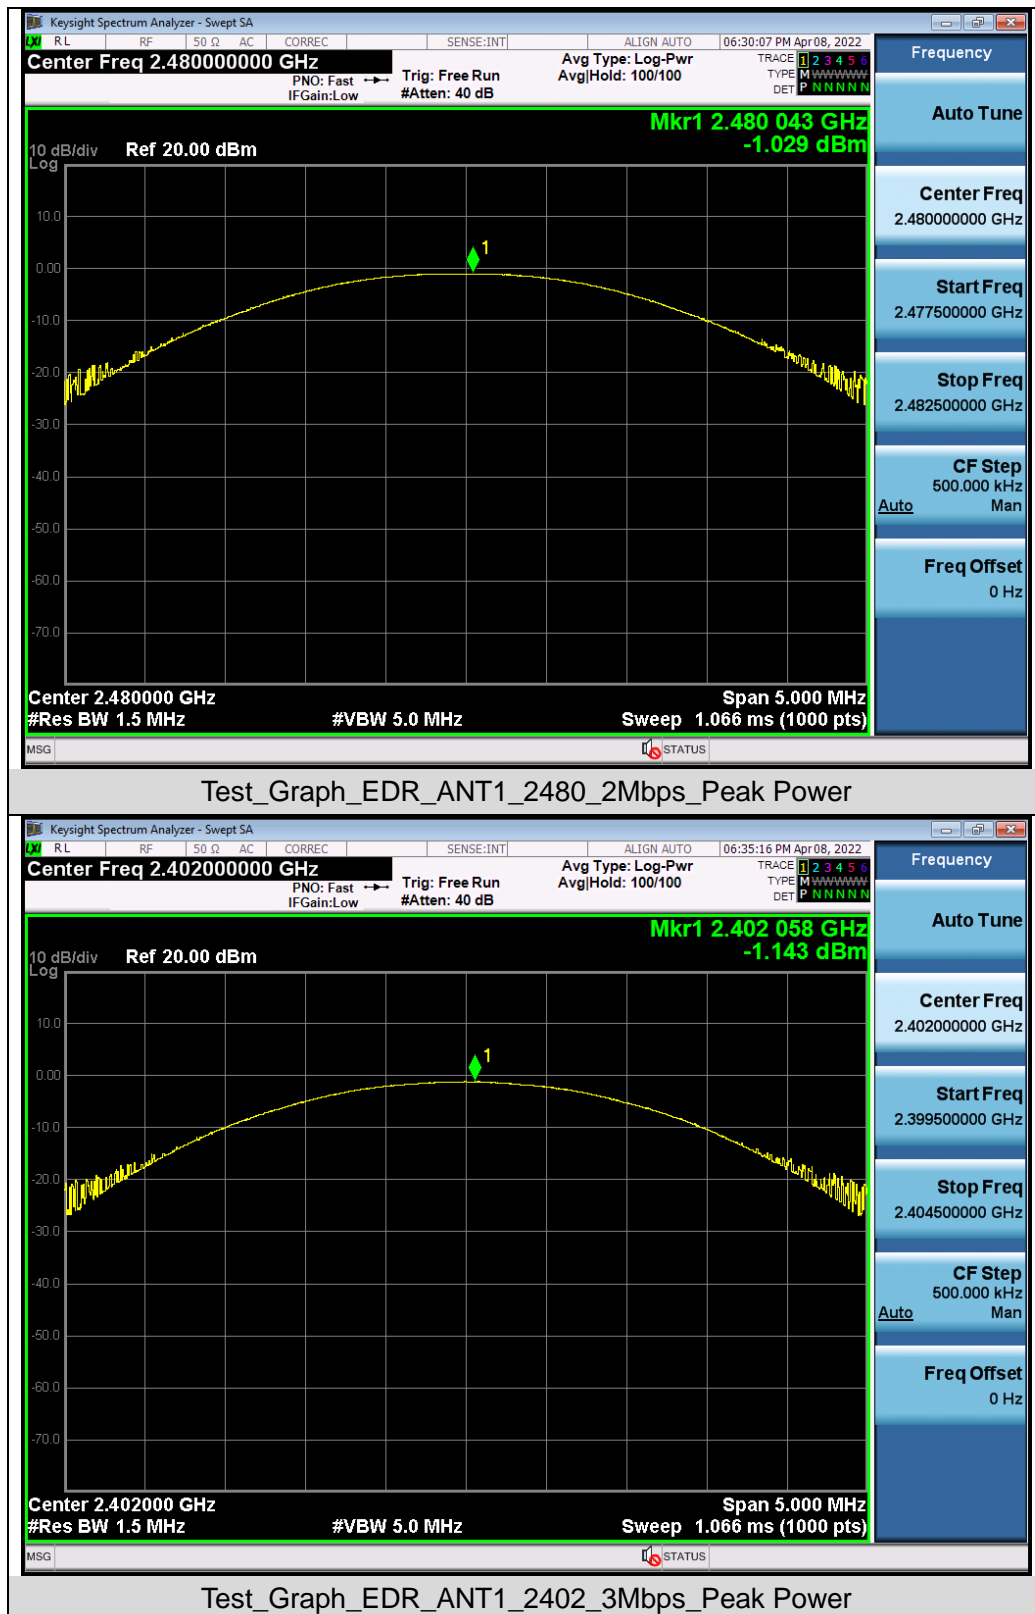 Keysight Spectrum Analyzer - Swept SA
LXI RL RF 50 Ω AC CORREC SENSE:INT ALIGN AUTO 06:30:07 PM Apr 08, 2022
Center Freq 2.480000000 GHz
PNO: Fast
IFGain:Low
Trig: Free Run
#Atten: 40 dB
Avg Type: Log-Pwr
Avg|Hold: 100/100
TRACE 1 2 3 4 5 6
TYPE M WWWWW
DET P N N N N N
Mkr1 2.480 043 GHz
-1.029 dBm
10 dB/div Ref 20.00 dBm
Log
10.0
0.00
-10.0
-20.0
-30.0
-40.0
-50.0
-60.0
-70.0
1
Center 2.480000 GHz Span 5.000 MHz
#Res BW 1.5 MHz #VBW 5.0 MHz Sweep 1.066 ms (1000 pts)
MSG STATUS
Frequency
Auto Tune
Center Freq
2.480000000 GHz
Start Freq
2.477500000 GHz
Stop Freq
2.482500000 GHz
CF Step
500.000 kHz
Auto Man
Freq Offset
0 Hz
Test_Graph_EDR_ANT1_2480_2Mbps_Peak Power
Keysight Spectrum Analyzer - Swept SA
LXI RL RF 50 Ω AC CORREC SENSE:INT ALIGN AUTO 06:35:16 PM Apr 08, 2022
Center Freq 2.402000000 GHz
PNO: Fast
IFGain:Low
Trig: Free Run
#Atten: 40 dB
Avg Type: Log-Pwr
Avg|Hold: 100/100
TRACE 1 2 3 4 5 6
TYPE M WWWWW
DET P N N N N N
Mkr1 2.402 058 GHz
-1.143 dBm
10 dB/div Ref 20.00 dBm
Log
10.0
0.00
-10.0
-20.0
-30.0
-40.0
-50.0
-60.0
-70.0
1
Center 2.402000 GHz Span 5.000 MHz
#Res BW 1.5 MHz #VBW 5.0 MHz Sweep 1.066 ms (1000 pts)
MSG STATUS
Frequency
Auto Tune
Center Freq
2.402000000 GHz
Start Freq
2.399500000 GHz
Stop Freq
2.404500000 GHz
CF Step
500.000 kHz
Auto Man
Freq Offset
0 Hz
Test_Graph_EDR_ANT1_2402_3Mbps_Peak Power